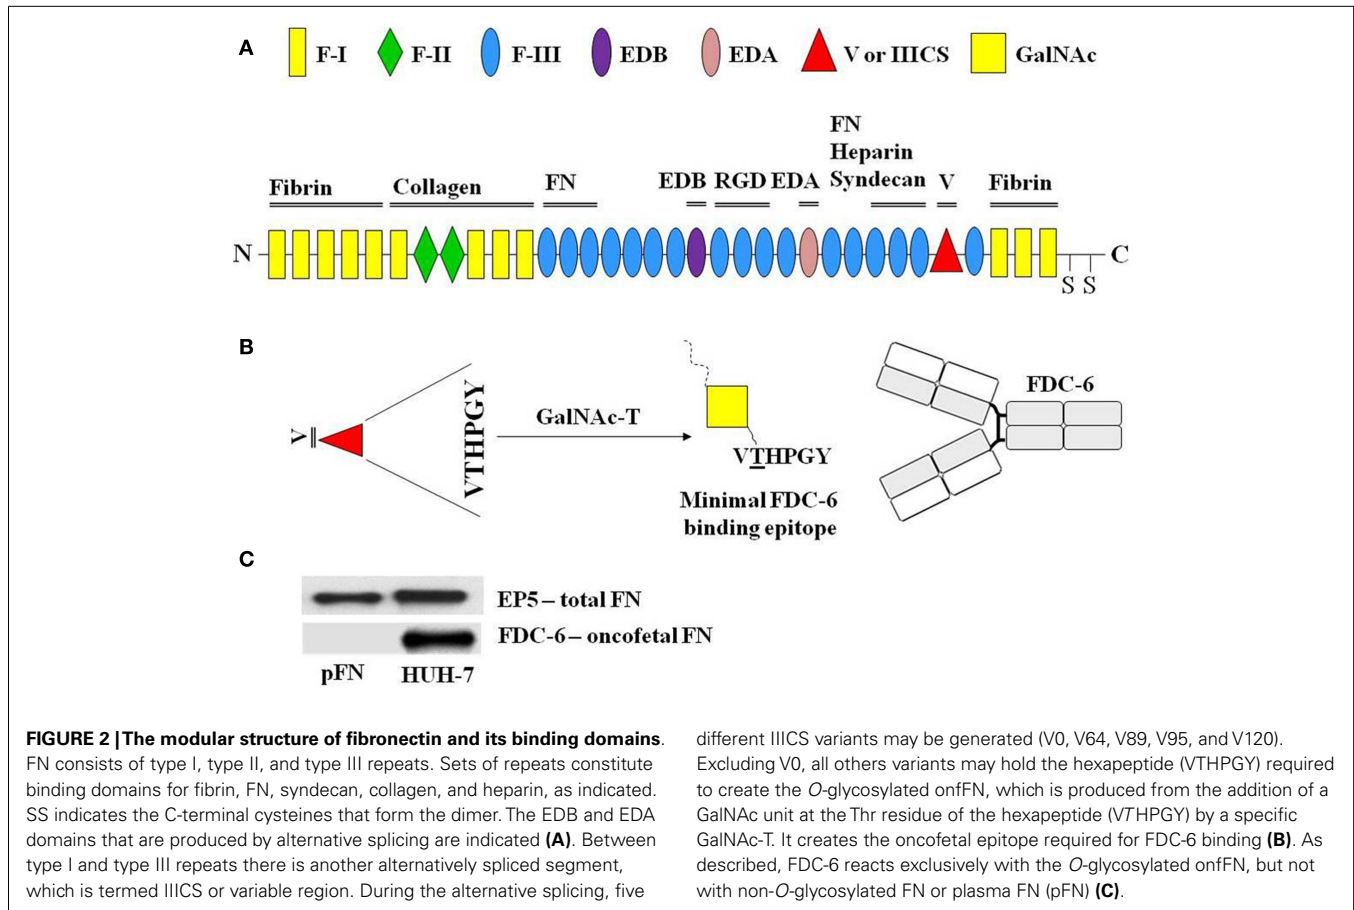 A
F-I F-II F-III EDB EDA V or IIICS GalNAc
FN
Heparin
Fibrin Collagen FN EDB RGD EDA Syndecan V Fibrin
N C
S S
B
V VTHPGY GalNAc-T VTHPGY FDC-6
Minimal FDC-6
binding epitope
C
EP5 – total FN
FDC-6 – oncofetal FN
pFN HUH-7
FIGURE 2 | The modular structure of fibronectin and its binding domains.
FN consists of type I, type II, and type III repeats. Sets of repeats constitute
binding domains for fibrin, FN, syndecan, collagen, and heparin, as indicated.
SS indicates the C-terminal cysteines that form the dimer. The EDB and EDA
domains that are produced by alternative splicing are indicated (A). Between
type I and type III repeats there is another alternatively spliced segment,
which is termed IIICS or variable region. During the alternative splicing, five
different IIICS variants may be generated (V0, V64, V89, V95, and V120).
Excluding V0, all others variants may hold the hexapeptide (VTHPGY) required
to create the O-glycosylated onfFN, which is produced from the addition of a
GalNAc unit at the Thr residue of the hexapeptide (VTHPGY) by a specific
GalNAc-T. It creates the oncofetal epitope required for FDC-6 binding (B). As
described, FDC-6 reacts exclusively with the O-glycosylated onfFN, but not
with non-O-glycosylated FN or plasma FN (pFN) (C).